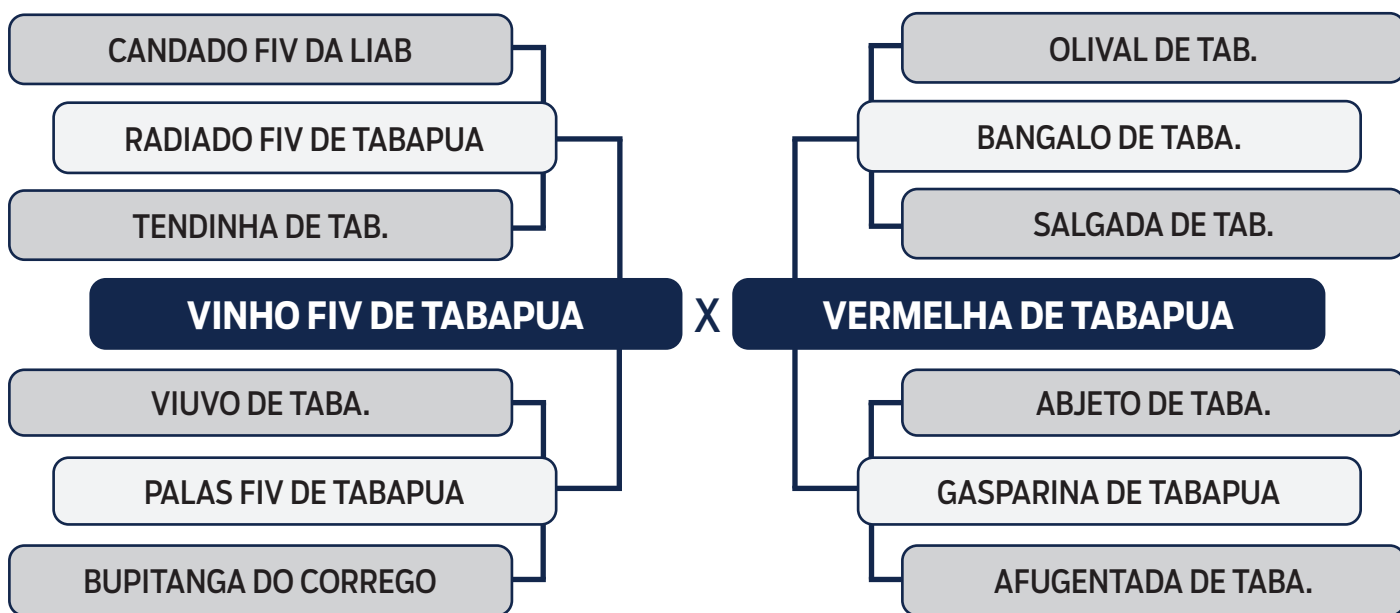 CANDADO FIV DA LIAB
RADIADO FIV DE TABAPUA
TENDINHA DE TAB.
VINHO FIV DE TABAPUA
VIUVO DE TABA.
PALAS FIV DE TABAPUA
BUPITANGA DO CORREGO
X
OLIVAL DE TAB.
BANGALO DE TABA.
SALGADA DE TAB.
VERMELHA DE TABAPUA
ABJETO DE TABA.
GASPARINA DE TABAPUA
AFUGENTADA DE TABA.